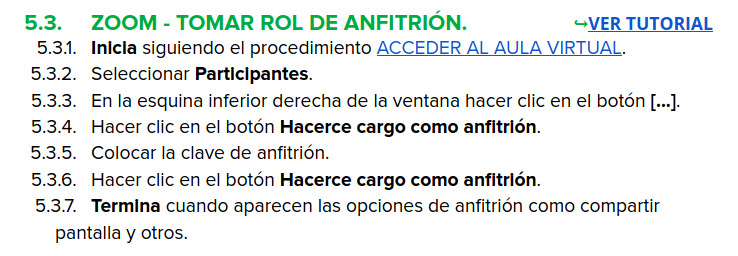 5.3. ZOOM - TOMAR ROL DE ANFITRIÓN. ↪VER TUTORIAL
5.3.1. Inicia siguiendo el procedimiento ACCEDER AL AULA VIRTUAL.
5.3.2. Seleccionar Participantes.
5.3.3. En la esquina inferior derecha de la ventana hacer clic en el botón [...].
5.3.4. Hacer clic en el botón Hacerce cargo como anfitrión.
5.3.5. Colocar la clave de anfitrión.
5.3.6. Hacer clic en el botón Hacerce cargo como anfitrión.
5.3.7. Termina cuando aparecen las opciones de anfitrión como compartir
pantalla y otros.